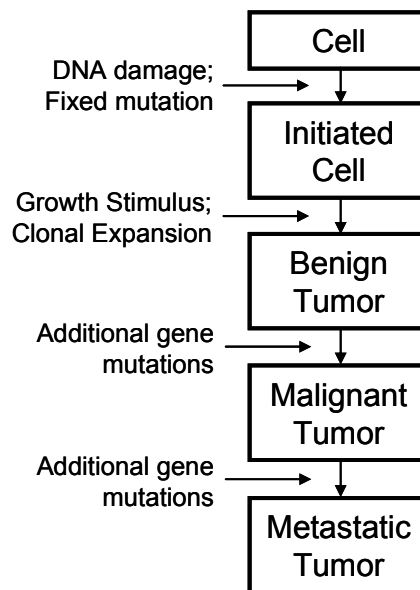 Cell
DNA damage;
Fixed mutation
Initiated
Cell
Growth Stimulus;
Clonal Expansion
Benign
Tumor
Additional gene
mutations
Malignant
Tumor
Additional gene
mutations
Metastatic
Tumor